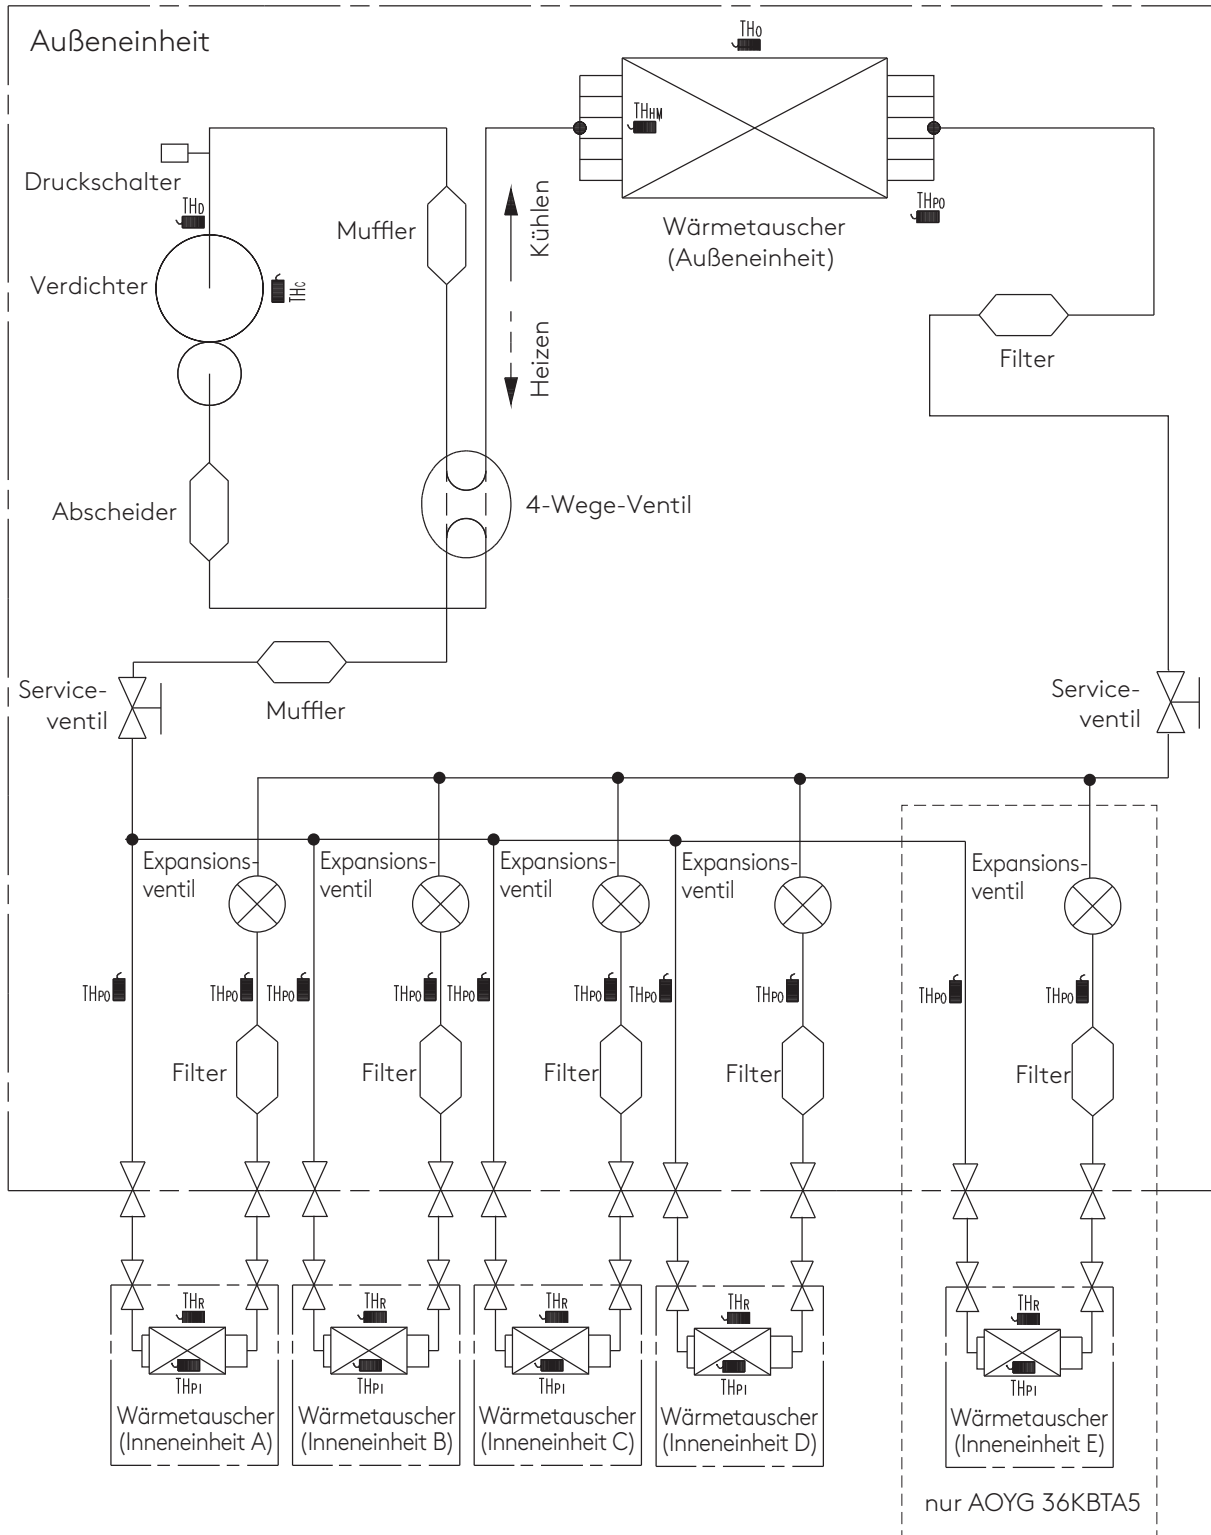 Außeneinheit
THO
THHM
Druckschalter
THD
THPO
Muffler
Kühlen
Wärmetauscher
(Außeneinheit)
Verdichter
THC
Heizen
Filter
Abscheider
4-Wege-Ventil
Service-
ventil
Muffler
Service-
ventil
Expansions-
ventil
Expansions-
ventil
Expansions-
ventil
Expansions-
ventil
Expansions-
ventil
THPO
THPO
THPO
THPO
THPO
THPO
THPO
THPO
THPO
THPO
Filter
Filter
Filter
Filter
Filter
THR
THR
THR
THR
THR
THPI
THPI
THPI
THPI
THPI
Wärmetauscher
(Inneneinheit A)
Wärmetauscher
(Inneneinheit B)
Wärmetauscher
(Inneneinheit C)
Wärmetauscher
(Inneneinheit D)
Wärmetauscher
(Inneneinheit E)
nur AOYG 36KBTA5